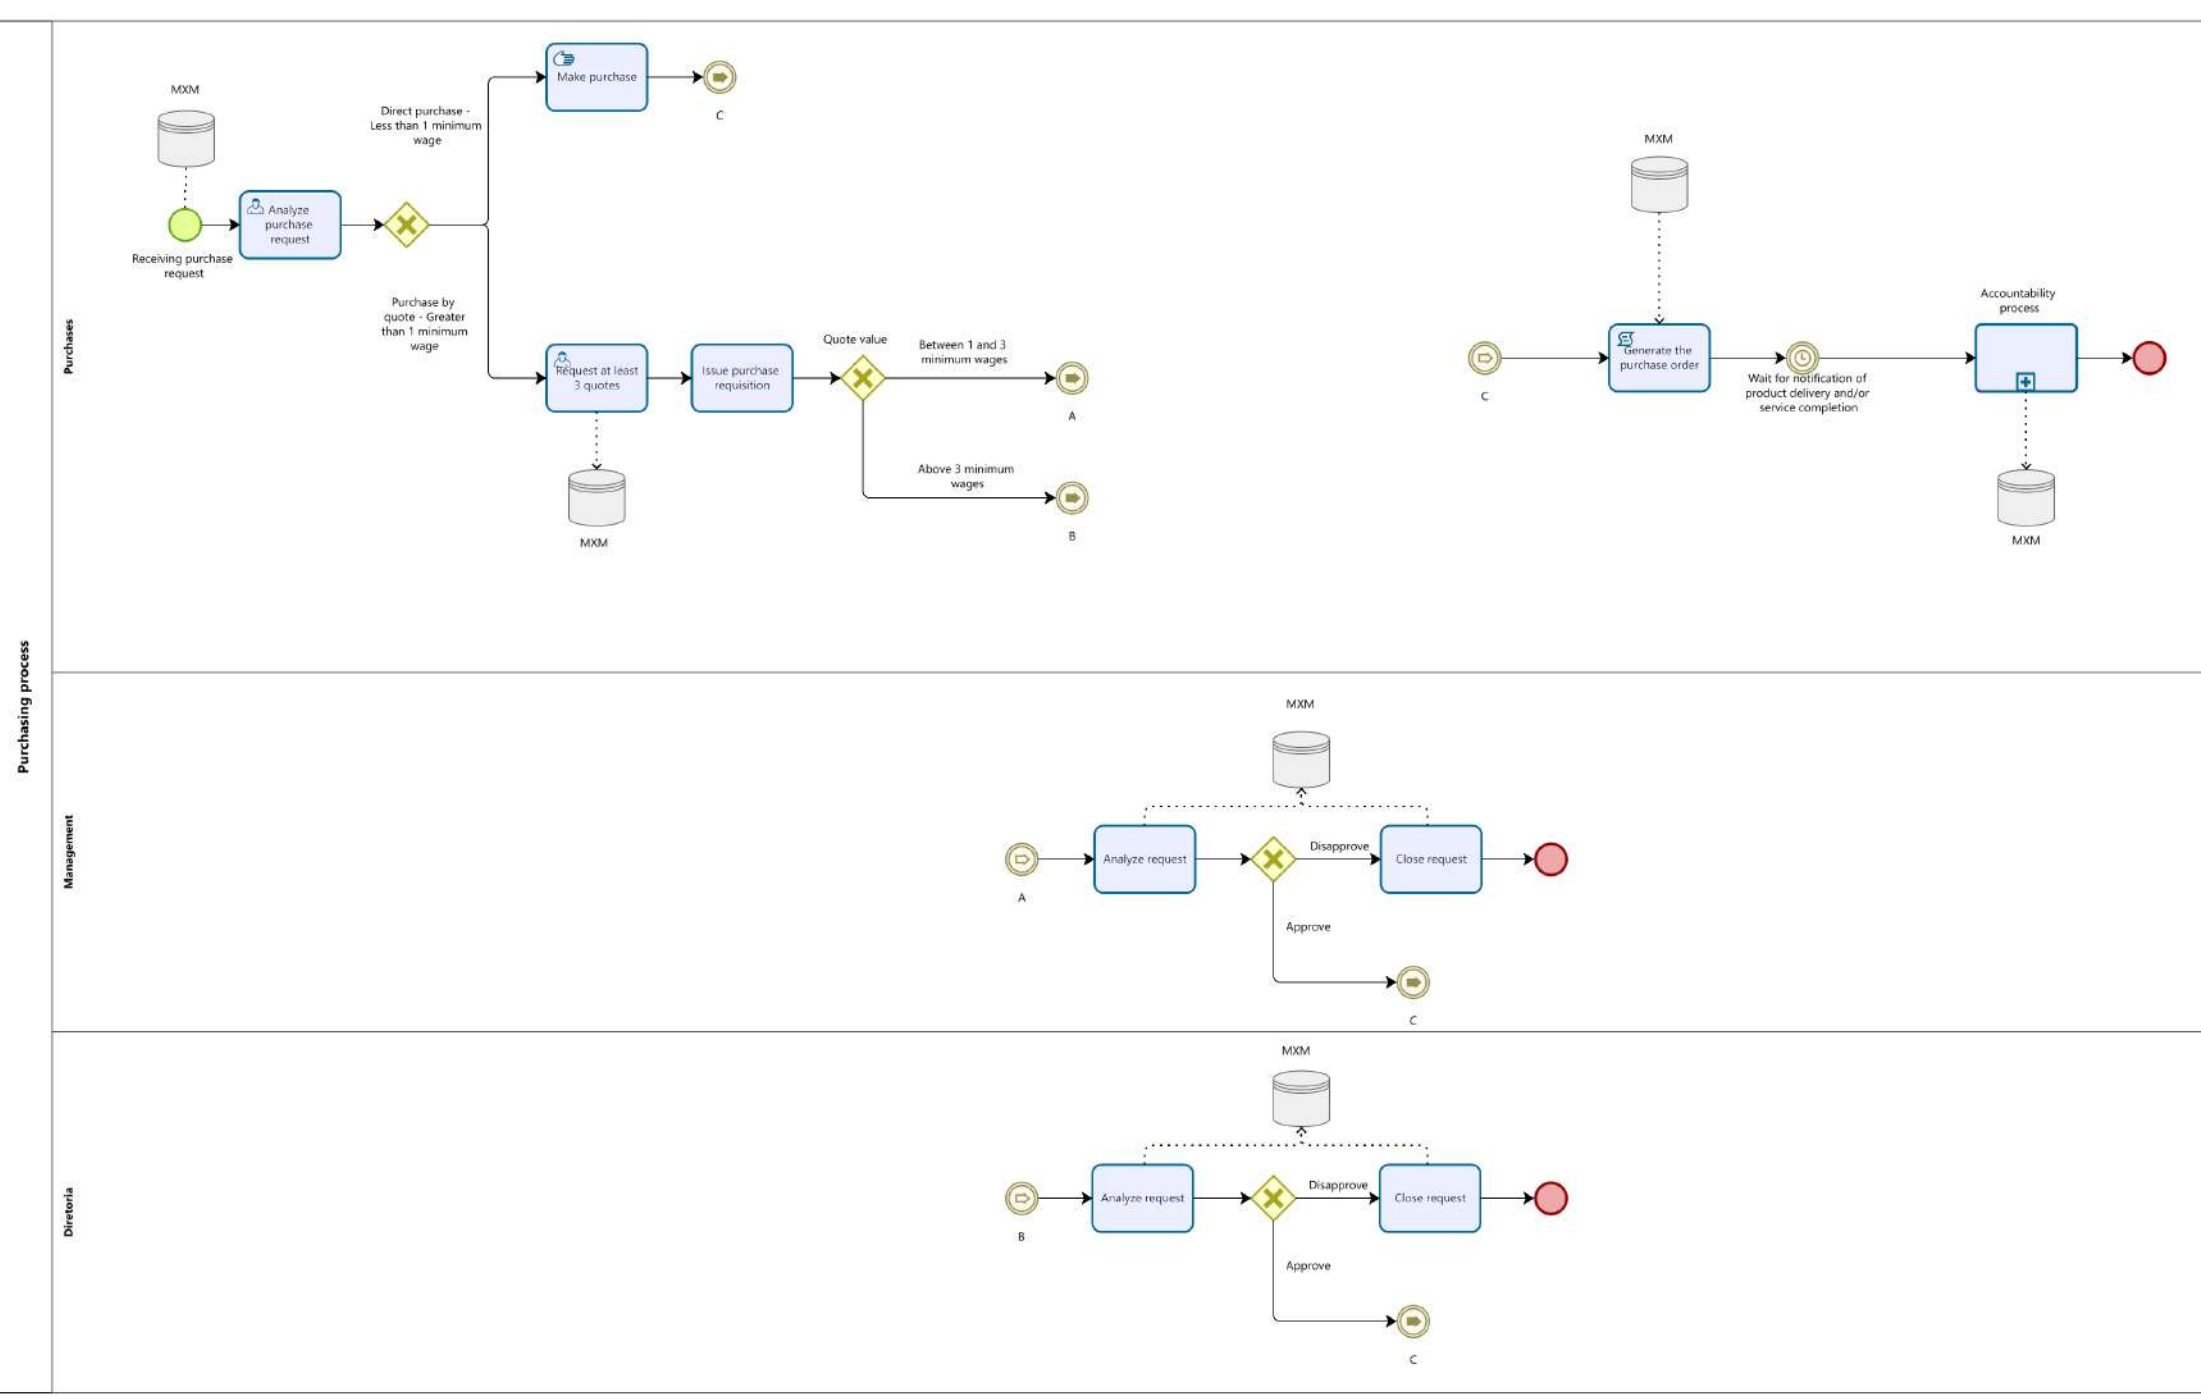 Purchasing process
Purchases
MXM
Receiving purchase
request
Analyze
purchase
request
Direct purchase -
Less than 1 minimum
wage
Make purchase
C
Purchase by
quote - Greater
than 1 minimum
wage
Request at least
3 quotes
MXM
Issue purchase
requisition
Quote value
Between 1 and 3
minimum wages
A
Above 3 minimum
wages
B
C
MXM
Generate the
purchase order
Wait for notification of
product delivery and/or
service completion
Accountability
process
MXM
Management
MXM
A
Analyze request
Disapprove
Close request
Approve
C
Diretoria
MXM
B
Analyze request
Disapprove
Close request
Approve
C